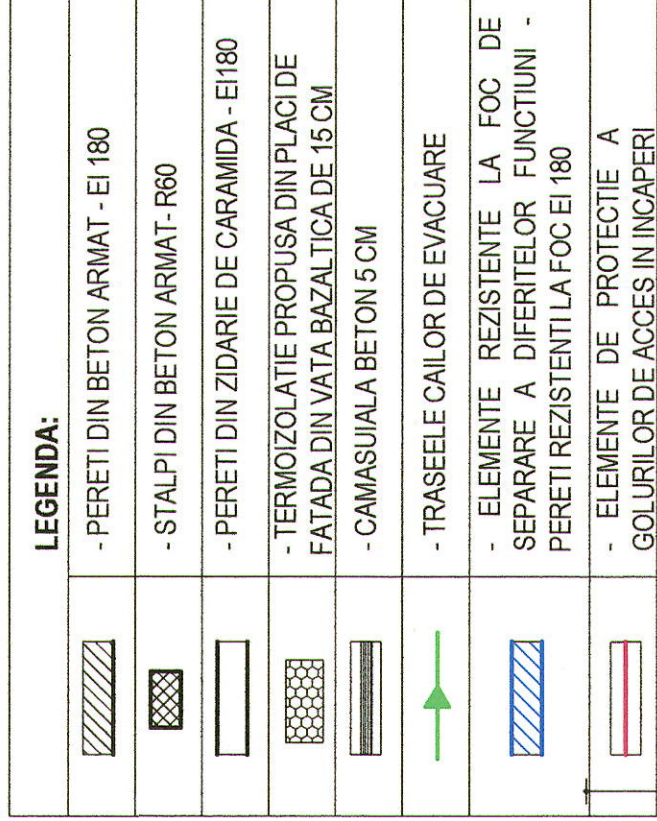 LEGENDA:
- PERETI DIN BETON ARMAT - EI 180
- STALPI DIN BETON ARMAT- R60
- PERETI DIN ZIDARIE DE CARAMIDA - EI180
- TERMOIZOLATIE PROPUSA DIN PLACI DE
FATADA DIN VATA BAZALTICA DE 15 CM
- CAMASUIALA BETON 5 CM
- TRASEELE CAILOR DE EVACUARE
- ELEMENTE REZISTENTE LA FOC DE
SEPARARE A DIFERITELOR FUNCTIUNI -
PERETI REZISTENTI LA FOC EI 180
- ELEMENTE DE PROTECTIE A
GOLURILOR DE ACCES IN INCAPERI